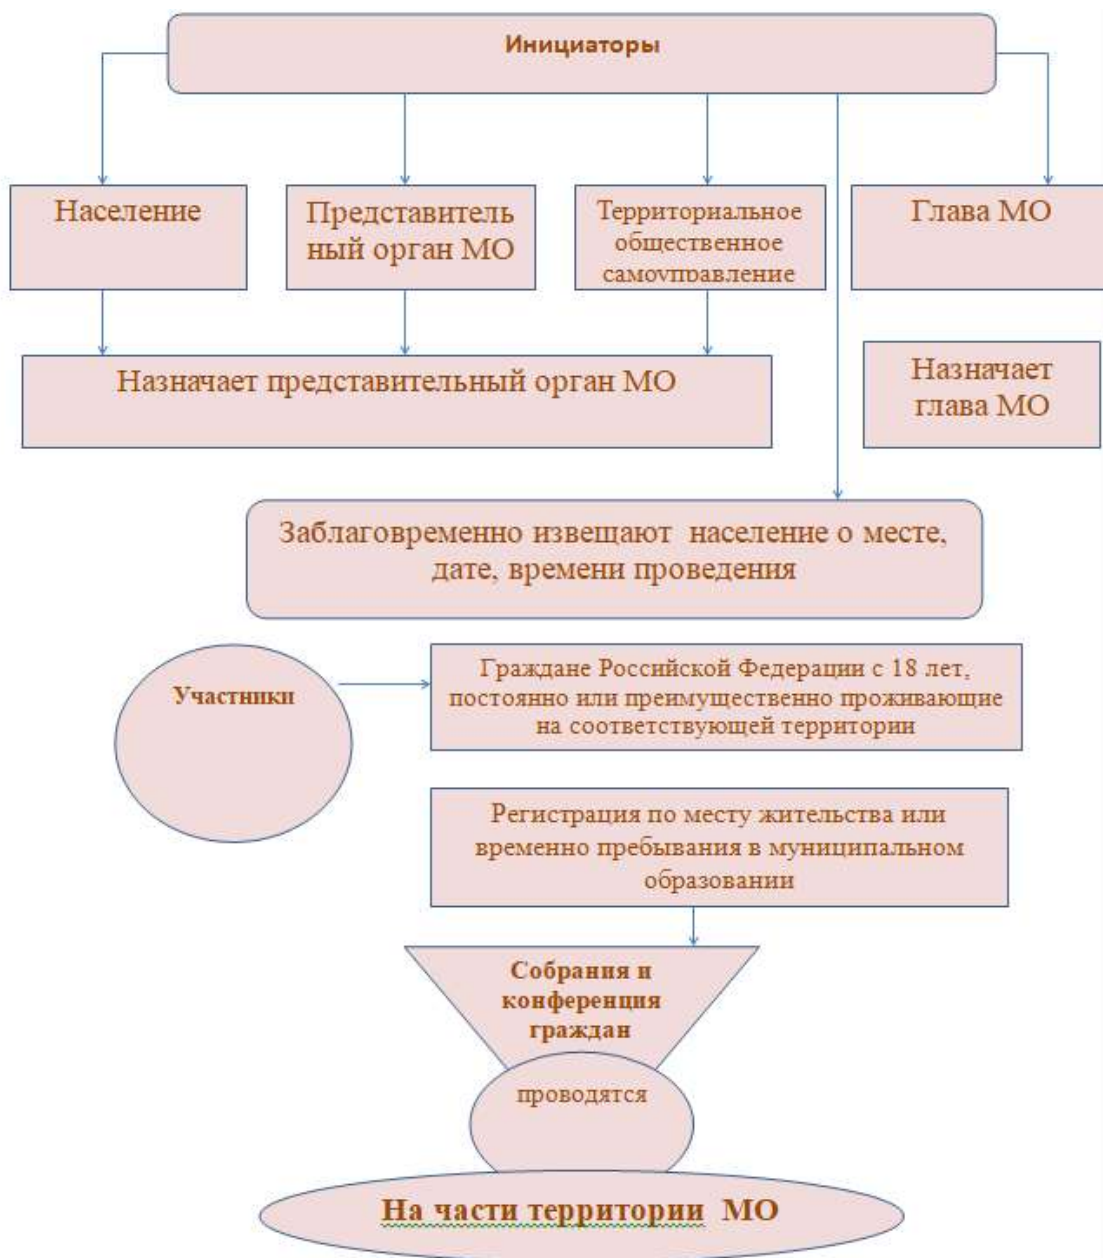 Инициаторы
Население
Представитель
ный орган МО
Территориальное
общественное
самоуправление
Глава МО
Назначает представительный орган МО
Назначает
глава МО
Заблаговременно извещают население о месте,
дате, времени проведения
Участники
Граждане Российской Федерации с 18 лет,
постоянно или преимущественно проживающие
на соответствующей территории
Регистрация по месту жительства или
временно пребывания в муниципальном
образовании
Собрания и
конференция
граждан
проводятся
На части территории МО